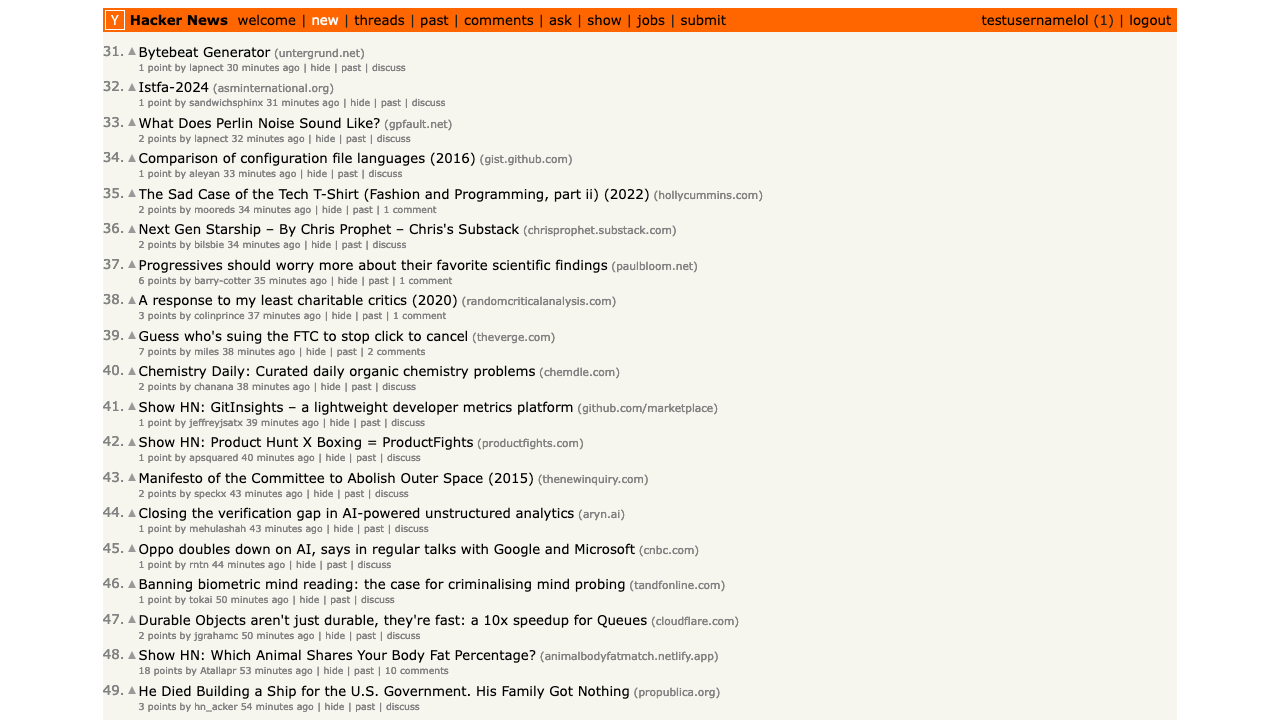 Y Hacker News welcome | new | threads | past | comments | ask | show | jobs | submit testusernamelol (1) | logout
31. Bytebeat Generator (untergrund.net)
1 point by lapnect 30 minutes ago | hide | past | discuss
32. Istfa-2024 (asminternational.org)
1 point by sandwichsphinx 31 minutes ago | hide | past | discuss
33. What Does Perlin Noise Sound Like? (gpfault.net)
2 points by lapnect 32 minutes ago | hide | past | discuss
34. Comparison of configuration file languages (2016) (gist.github.com)
1 point by aleyan 33 minutes ago | hide | past | discuss
35. The Sad Case of the Tech T-Shirt (Fashion and Programming, part ii) (2022) (hollycummins.com)
2 points by mooreds 34 minutes ago | hide | past | 1 comment
36. Next Gen Starship – By Chris Prophet – Chris's Substack (chrisprophet.substack.com)
2 points by bilsbie 34 minutes ago | hide | past | discuss
37. Progressives should worry more about their favorite scientific findings (paulbloom.net)
6 points by barry-cotter 35 minutes ago | hide | past | 1 comment
38. A response to my least charitable critics (2020) (randomcriticalanalysis.com)
3 points by colinprince 37 minutes ago | hide | past | 1 comment
39. Guess who's suing the FTC to stop click to cancel (theverge.com)
7 points by miles 38 minutes ago | hide | past | 2 comments
40. Chemistry Daily: Curated daily organic chemistry problems (chemdle.com)
2 points by chanana 38 minutes ago | hide | past | discuss
41. Show HN: GitInsights – a lightweight developer metrics platform (github.com/marketplace)
1 point by jeffreyjsatx 39 minutes ago | hide | past | discuss
42. Show HN: Product Hunt X Boxing = ProductFights (productfights.com)
1 point by apsquared 40 minutes ago | hide | past | discuss
43. Manifesto of the Committee to Abolish Outer Space (2015) (thenewinquiry.com)
2 points by speckx 43 minutes ago | hide | past | discuss
44. Closing the verification gap in AI-powered unstructured analytics (aryn.ai)
1 point by mehulashah 43 minutes ago | hide | past | discuss
45. Oppo doubles down on AI, says in regular talks with Google and Microsoft (cnbc.com)
1 point by rntn 44 minutes ago | hide | past | discuss
46. Banning biometric mind reading: the case for criminalising mind probing (tandfonline.com)
1 point by tokai 50 minutes ago | hide | past | discuss
47. Durable Objects aren't just durable, they're fast: a 10x speedup for Queues (cloudflare.com)
2 points by jgrahamc 50 minutes ago | hide | past | discuss
48. Show HN: Which Animal Shares Your Body Fat Percentage? (animalbodyfatmatch.netlify.app)
18 points by Atallapr 53 minutes ago | hide | past | 10 comments
49. He Died Building a Ship for the U.S. Government. His Family Got Nothing (propublica.org)
3 points by hn_acker 54 minutes ago | hide | past | discuss